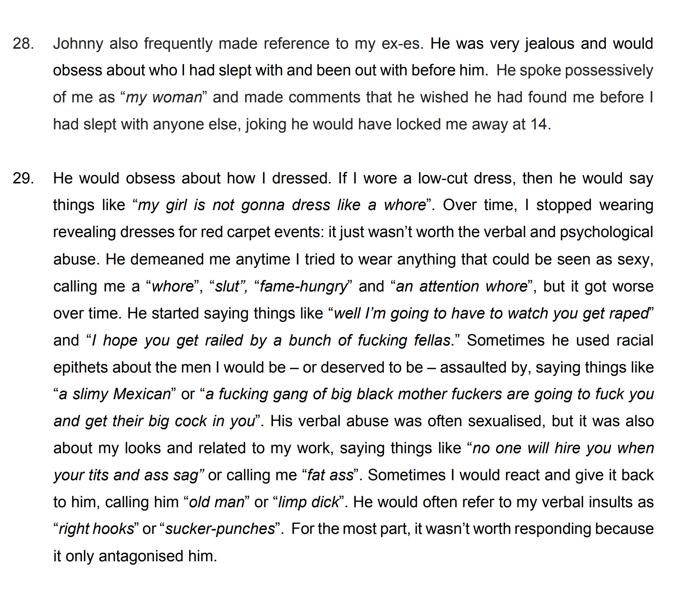 28. Johnny also frequently made reference to my ex-es. He was very jealous and would
obsess about who I had slept with and been out with before him. He spoke possessively
of me as “my woman” and made comments that he wished he had found me before I
had slept with anyone else, joking he would have locked me away at 14.
29. He would obsess about how I dressed. If I wore a low-cut dress, then he would say
things like “my girl is not gonna dress like a whore”. Over time, I stopped wearing
revealing dresses for red carpet events: it just wasn’t worth the verbal and psychological
abuse. He demeaned me anytime I tried to wear anything that could be seen as sexy,
calling me a “whore”, “slut”, “fame-hungry” and “an attention whore”, but it got worse
over time. He started saying things like “well I’m going to have to watch you get raped”
and “I hope you get railed by a bunch of fucking fellas.” Sometimes he used racial
epithets about the men I would be – or deserved to be – assaulted by, saying things like
“a slimy Mexican” or “a fucking gang of big black mother fuckers are going to fuck you
and get their big cock in you”. His verbal abuse was often sexualised, but it was also
about my looks and related to my work, saying things like “no one will hire you when
your tits and ass sag” or calling me “fat ass”. Sometimes I would react and give it back
to him, calling him “old man” or “limp dick”. He would often refer to my verbal insults as
“right hooks” or “sucker-punches”. For the most part, it wasn’t worth responding because
it only antagonised him.